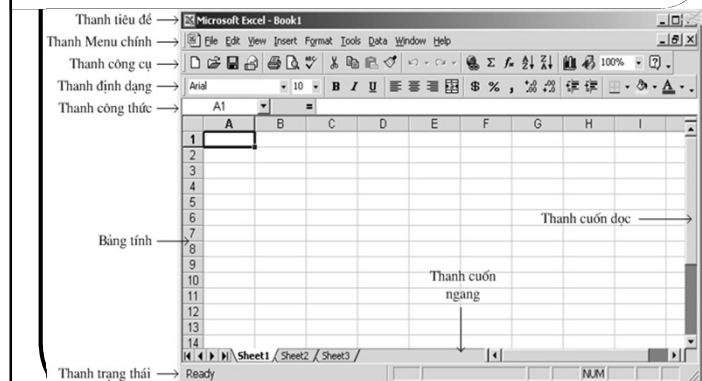 Thanh tiêu đề
Microsoft Excel - Book1
Thanh Menu chính
File Edit View Insert Format Tools Data Window Help
Thanh công cụ
100%
Thanh định dạng
Arial 10 B I U $ % ,
Thanh công thức
A1 =
A B C D E F G H I
1
2
3
4
5
6
Thanh cuốn dọc
7
Bảng tính
8
9
10
Thanh cuốn
11
ngang
12
13
14
Sheet1 Sheet2 Sheet3
Thanh trạng thái
Ready NUM